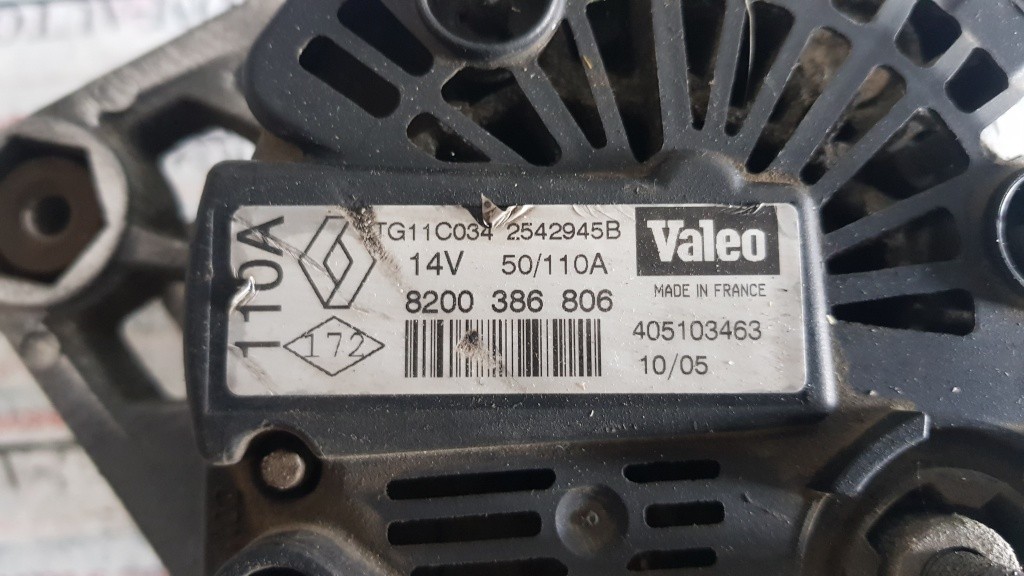 110A
TG11C034 2542945B
14V 50/110A
8200 386 806
172
Valeo
MADE IN FRANCE
405103463
10/05